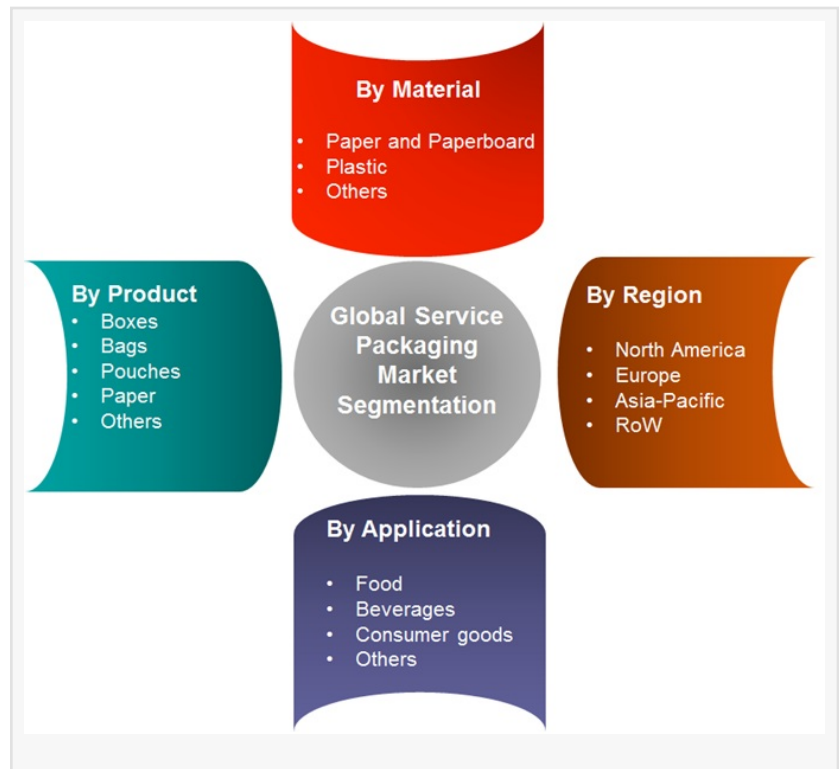 By Material
• Paper and Paperboard
• Plastic
• Others
By Product
• Boxes
• Bags
• Pouches
• Paper
• Others
Global Service
Packaging
Market
Segmentation
By Region
• North America
• Europe
• Asia-Pacific
• RoW
By Application
• Food
• Beverages
• Consumer goods
• Others